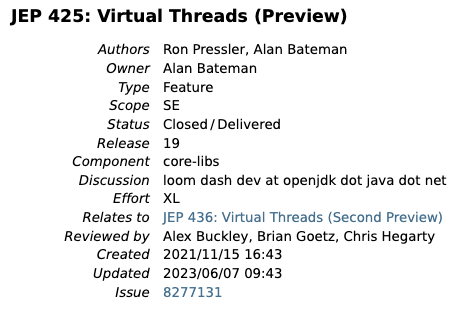 JEP 425: Virtual Threads (Preview)
Authors Ron Pressler, Alan Bateman
Owner Alan Bateman
Type Feature
Scope SE
Status Closed / Delivered
Release 19
Component core-libs
Discussion loom dash dev at openjdk dot java dot net
Effort XL
Relates to JEP 436: Virtual Threads (Second Preview)
Reviewed by Alex Buckley, Brian Goetz, Chris Hegarty
Created 2021/11/15 16:43
Updated 2023/06/07 09:43
Issue 8277131